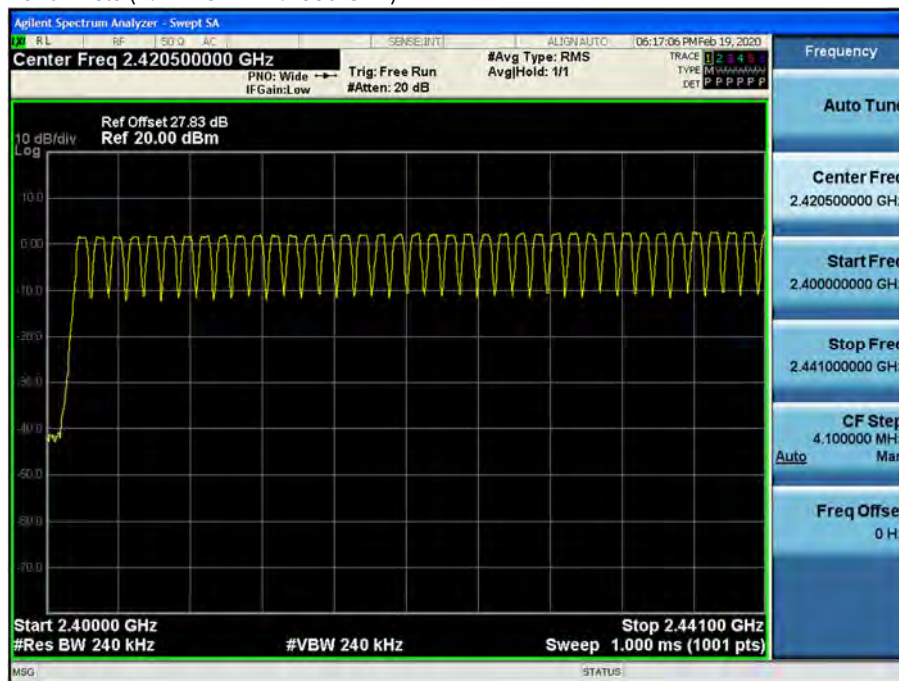 Agilent Spectrum Analyzer - Swept SA
RL RF 50 Ω AC SENSE:INT ALIGN AUTO 06:17:06 PM Feb 19, 2020
Center Freq 2.420500000 GHz
PNO: Wide
IFGain:Low
Trig: Free Run
#Atten: 20 dB
#Avg Type: RMS
Avg|Hold: 1/1
TRACE 1 2 3 4 5 6
TYPE M
DET P P P P P P
Ref Offset 27.83 dB
10 dB/div Ref 20.00 dBm
Log
10.0
0.00
-10.0
-20.0
-30.0
-40.0
-50.0
-60.0
-70.0
Start 2.40000 GHz Stop 2.44100 GHz
#Res BW 240 kHz #VBW 240 kHz Sweep 1.000 ms (1001 pts)
MSG STATUS
Frequency
Auto Tune
Center Freq
2.420500000 GHz
Start Freq
2.400000000 GHz
Stop Freq
2.441000000 GHz
CF Step
4.100000 MHz
Auto Man
Freq Offset
0 Hz